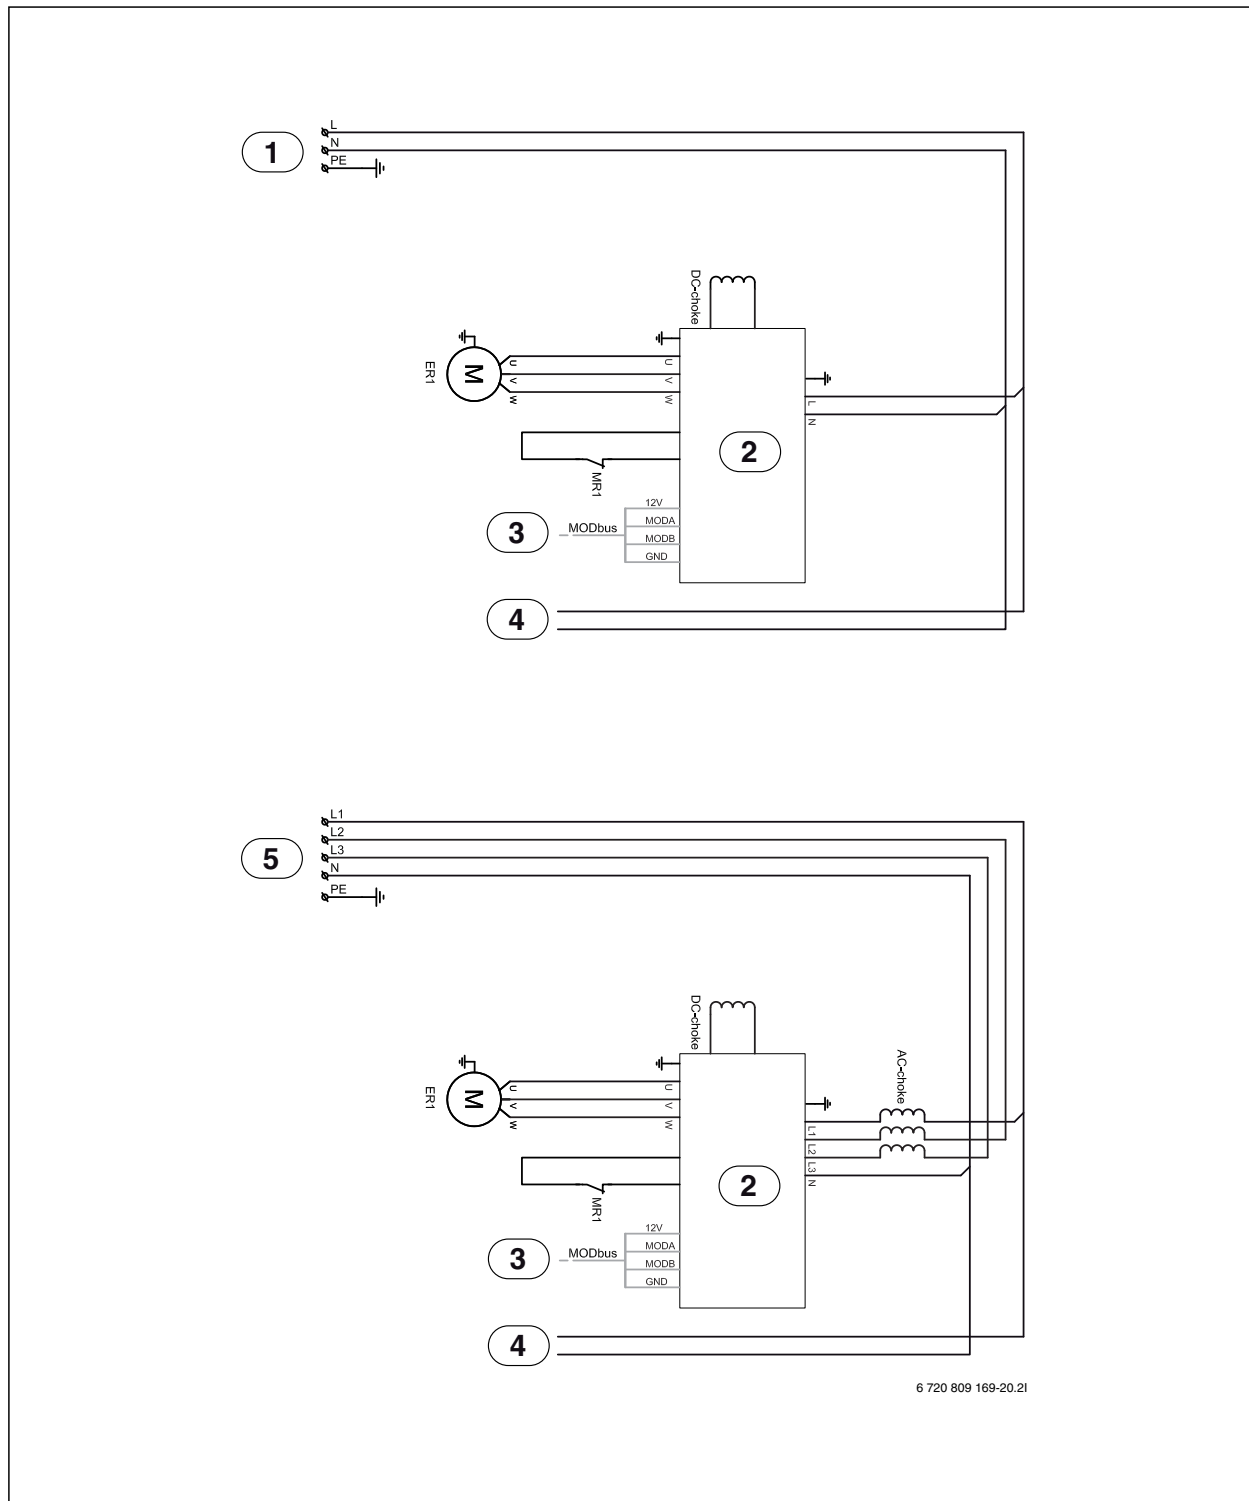 L
N
PE
1
DC-choke
M
ER1
U
V
W
U
V
W
L
N
2
MR1
12V
MODA
MODB
GND
MODbus
3
4
L1
L2
L3
N
PE
5
DC-choke
AC-choke
M
ER1
U
V
W
U
V
W
L1
L2
L3
N
2
MR1
12V
MODA
MODB
GND
MODbus
3
4
6 720 809 169-20.2I